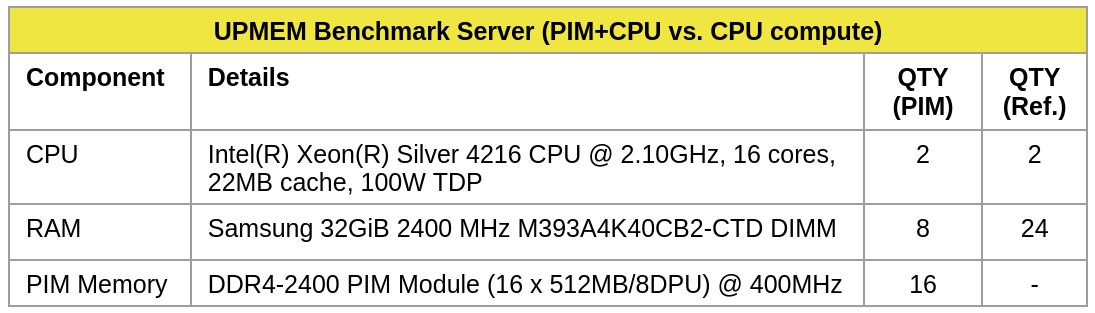 UPMEM Benchmark Server (PIM+CPU vs. CPU compute)
Component Details QTY (PIM) QTY (Ref.)
CPU Intel(R) Xeon(R) Silver 4216 CPU @ 2.10GHz, 16 cores, 2 2
22MB cache, 100W TDP
RAM Samsung 32GiB 2400 MHz M393A4K40CB2-CTD DIMM 8 24
PIM Memory DDR4-2400 PIM Module (16 x 512MB/8DPU) @ 400MHz 16 -